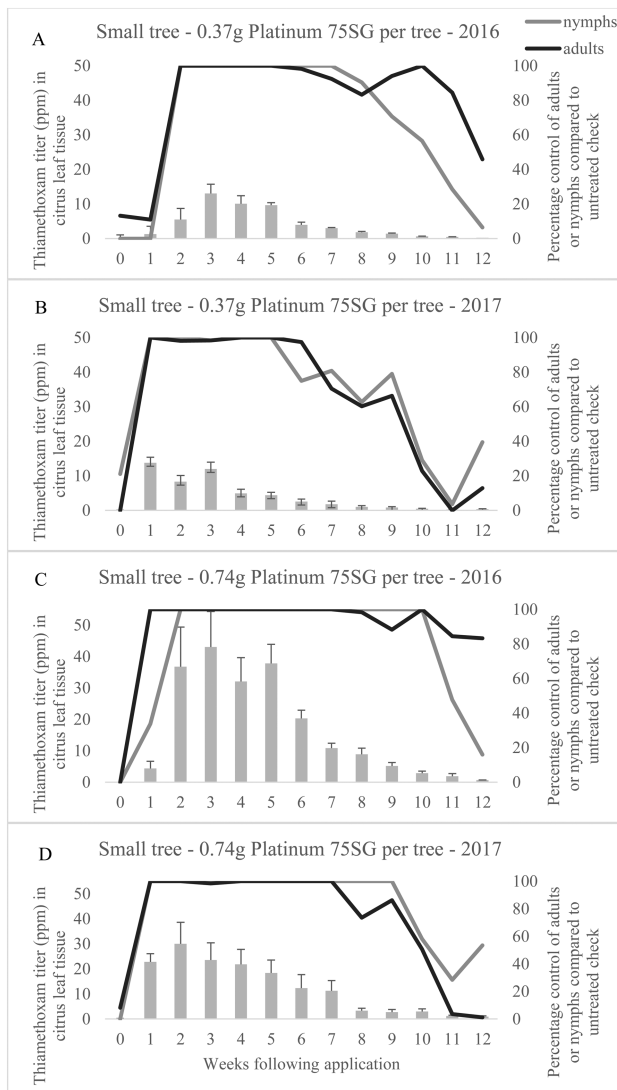 A
Small tree - 0.37g Platinum 75SG per tree - 2016
nymphs
adults
Thiamethoxam titer (ppm) in
citrus leaf tissue
50
40
30
20
10
0
100
80
60
40
20
0
Percentage control of adults
or nymphs compared to
untreated check
0 1 2 3 4 5 6 7 8 9 10 11 12
B
Small tree - 0.37g Platinum 75SG per tree - 2017
Thiamethoxam titer (ppm) in
citrus leaf tissue
50
40
30
20
10
0
100
80
60
40
20
0
Percentage control of adults
or nymphs compared to
untreated check
0 1 2 3 4 5 6 7 8 9 10 11 12
C
Small tree - 0.74g Platinum 75SG per tree - 2016
Thiamethoxam titer (ppm) in
citrus leaf tissue
50
40
30
20
10
0
100
80
60
40
20
0
Percentage control of adults
or nymphs compared to
untreated check
0 1 2 3 4 5 6 7 8 9 10 11 12
D
Small tree - 0.74g Platinum 75SG per tree - 2017
Thiamethoxam titer (ppm) in
citrus leaf tissue
50
40
30
20
10
0
100
80
60
40
20
0
Percentage control of adults
or nymphs compared to
untreated check
0 1 2 3 4 5 6 7 8 9 10 11 12
Weeks following application